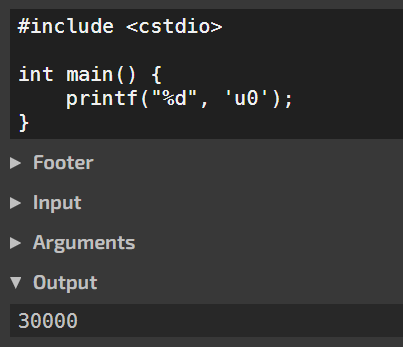 #include <cstdio>
int main() {
    printf("%d", 'u0');
}
► Footer
► Input
► Arguments
▼ Output
30000